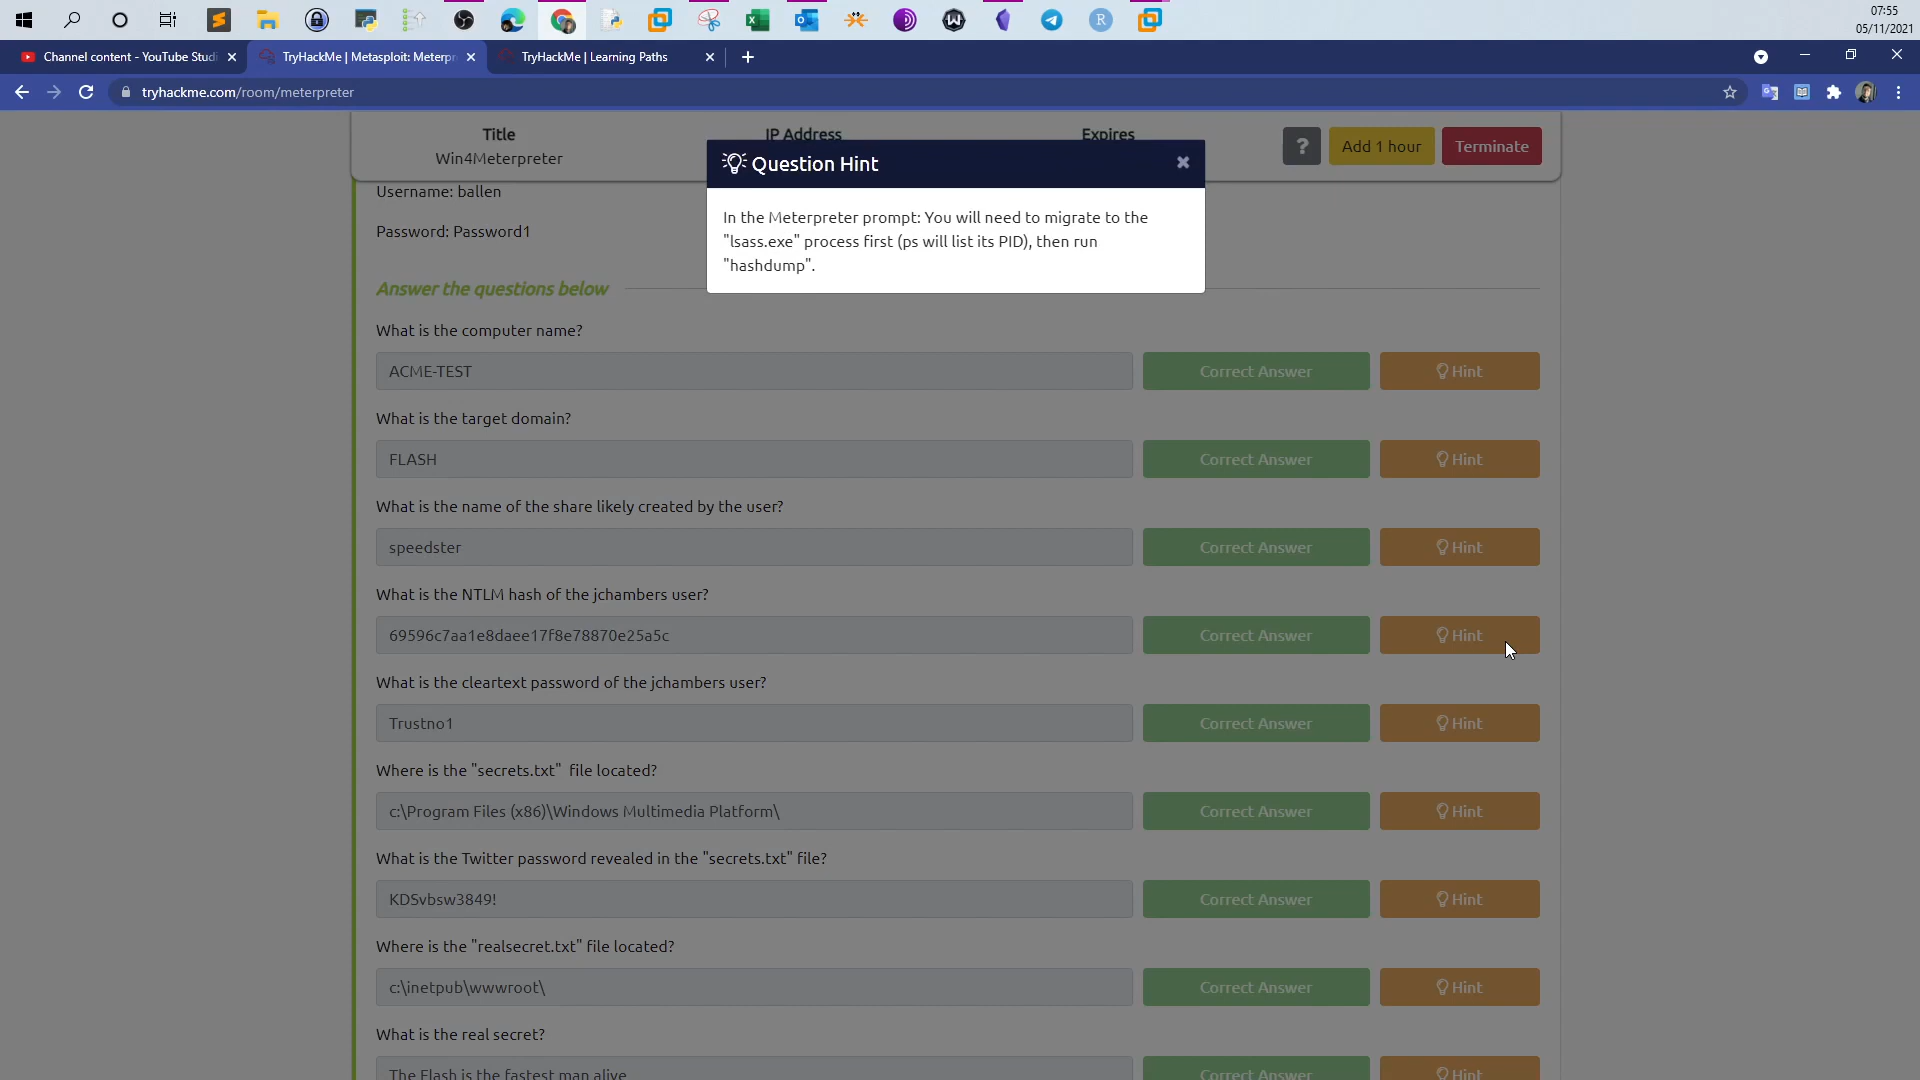 07:55
05/11/2021
Channel content - YouTube Studi
TryHackMe | Metasploit: Meterpr
TryHackMe | Learning Paths
tryhackme.com/room/meterpreter
Title
IP Address
Expires
Win4Meterpreter
?
Add 1 hour
Terminate
Question Hint
In the Meterpreter prompt: You will need to migrate to the
"lsass.exe" process first (ps will list its PID), then run
"hashdump".
Username: ballen
Password: Password1
Answer the questions below
What is the computer name?
ACME-TEST
Correct Answer
Hint
What is the target domain?
FLASH
Correct Answer
Hint
What is the name of the share likely created by the user?
speedster
Correct Answer
Hint
What is the NTLM hash of the jchambers user?
69596c7aa1e8daee17f8e78870e25a5c
Correct Answer
Hint
What is the cleartext password of the jchambers user?
Trustno1
Correct Answer
Hint
Where is the "secrets.txt" file located?
c:\Program Files (x86)\Windows Multimedia Platform\
Correct Answer
Hint
What is the Twitter password revealed in the "secrets.txt" file?
KDSvbsw3849!
Correct Answer
Hint
Where is the "realsecret.txt" file located?
c:\inetpub\wwwroot\
Correct Answer
Hint
What is the real secret?
The Flash is the fastest man alive
Correct Answer
Hint